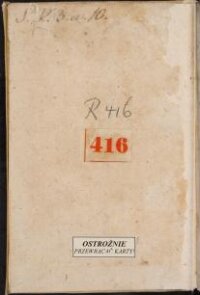 R 416
416
OSTROŻNIE
PRZEWRACAĆ KARTY!